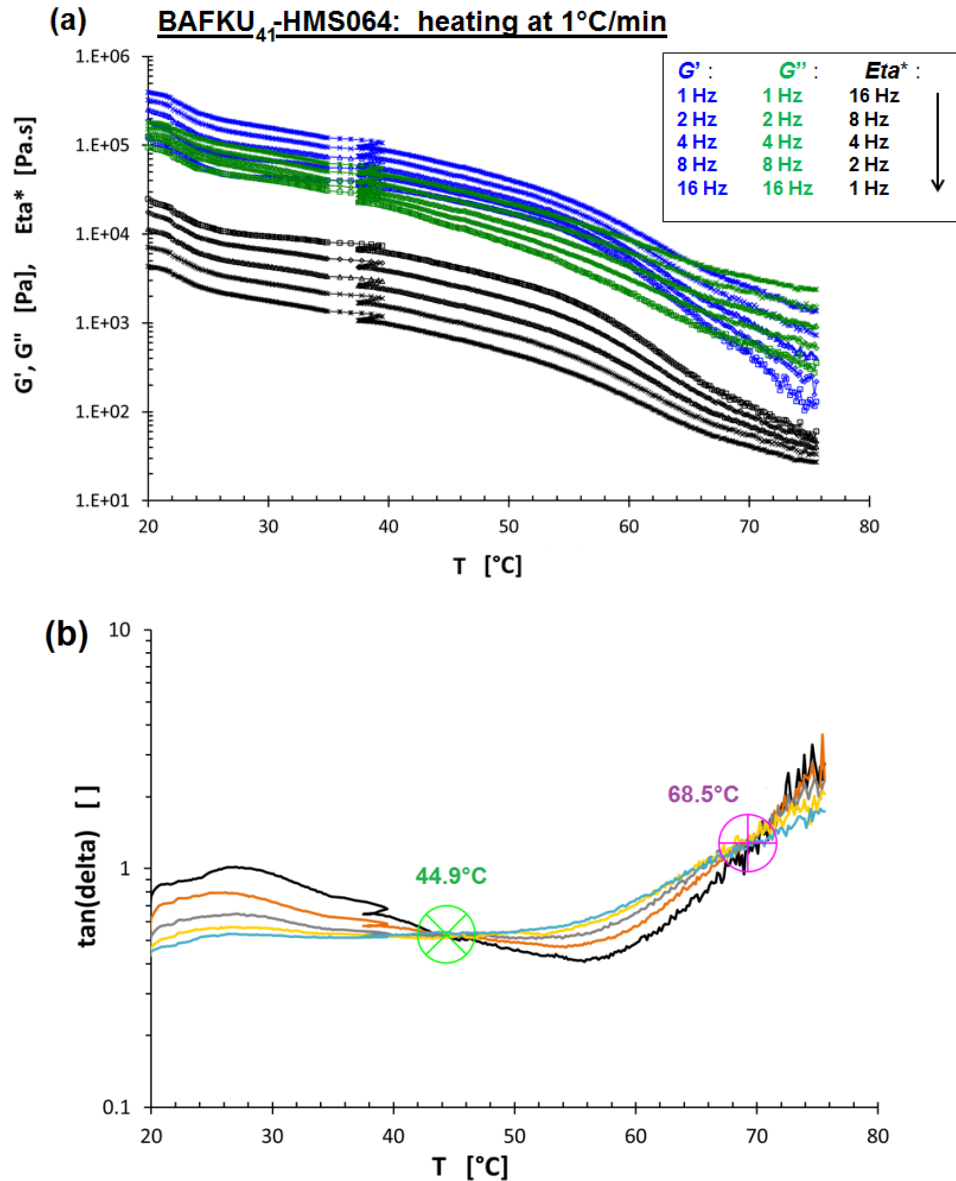 (a) BAFKU41-HMS064: heating at 1°C/min
G' : G'' : Eta* :
1 Hz 1 Hz 16 Hz
2 Hz 2 Hz 8 Hz
4 Hz 4 Hz 4 Hz
8 Hz 8 Hz 2 Hz
16 Hz 16 Hz 1 Hz
1.E+06
1.E+05
1.E+04
1.E+03
1.E+02
1.E+01
G', G" [Pa], Eta* [Pa.s]
20 30 40 50 60 70 80
T [°C]
(b)
10
1
0.1
tan(delta) [ ]
44.9°C
68.5°C
20 30 40 50 60 70 80
T [°C]